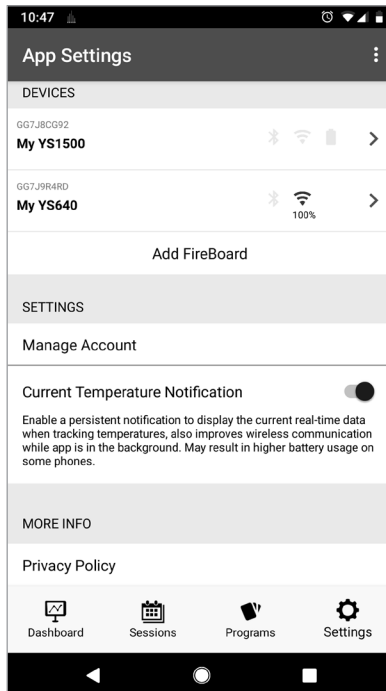 10:47
App Settings
DEVICES
GG7J8CG92
My YS1500
GG7J9R4RD
My YS640
100%
Add FireBoard
SETTINGS
Manage Account
Current Temperature Notification
Enable a persistent notification to display the current real-time data
when tracking temperatures, also improves wireless communication
while app is in the background. May result in higher battery usage on
some phones.
MORE INFO
Privacy Policy
Dashboard
Sessions
Programs
Settings